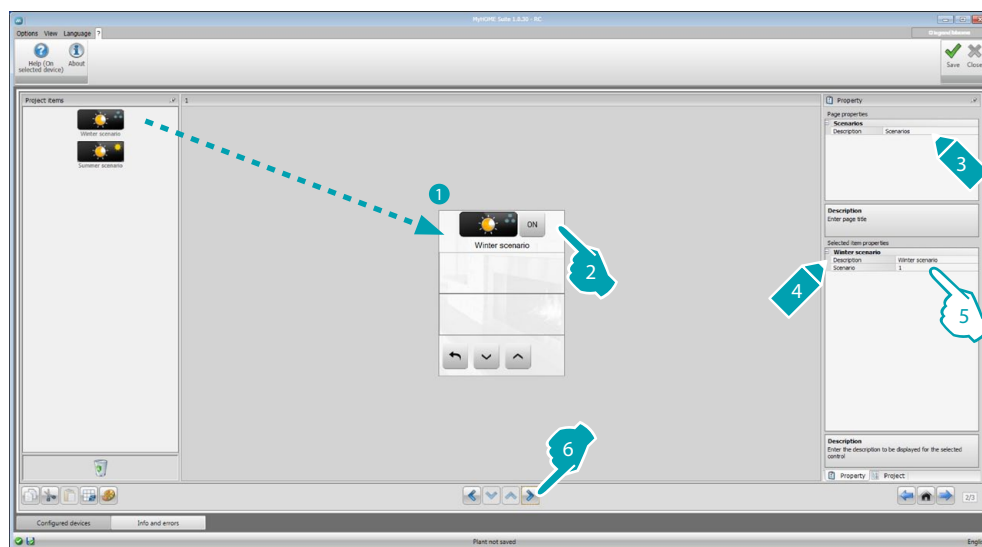 MyHOME Suite 1.0.30 - RC
Options View Language ?
Help (On selected device)
About
Save
Close
Project items
1
Property
Winter scenario
Summer scenario
Page properties
Scenarios
Description Scenarios
3
Description
Enter page title
1
ON
Winter scenario
2
Selected item properties
Winter scenario
Description Winter scenario
Scenario 1
4
5
6
Description
Enter the description to be displayed for the selected
control
Property
Project
2/3
Configured devices
Info and errors
Plant not saved
Englis